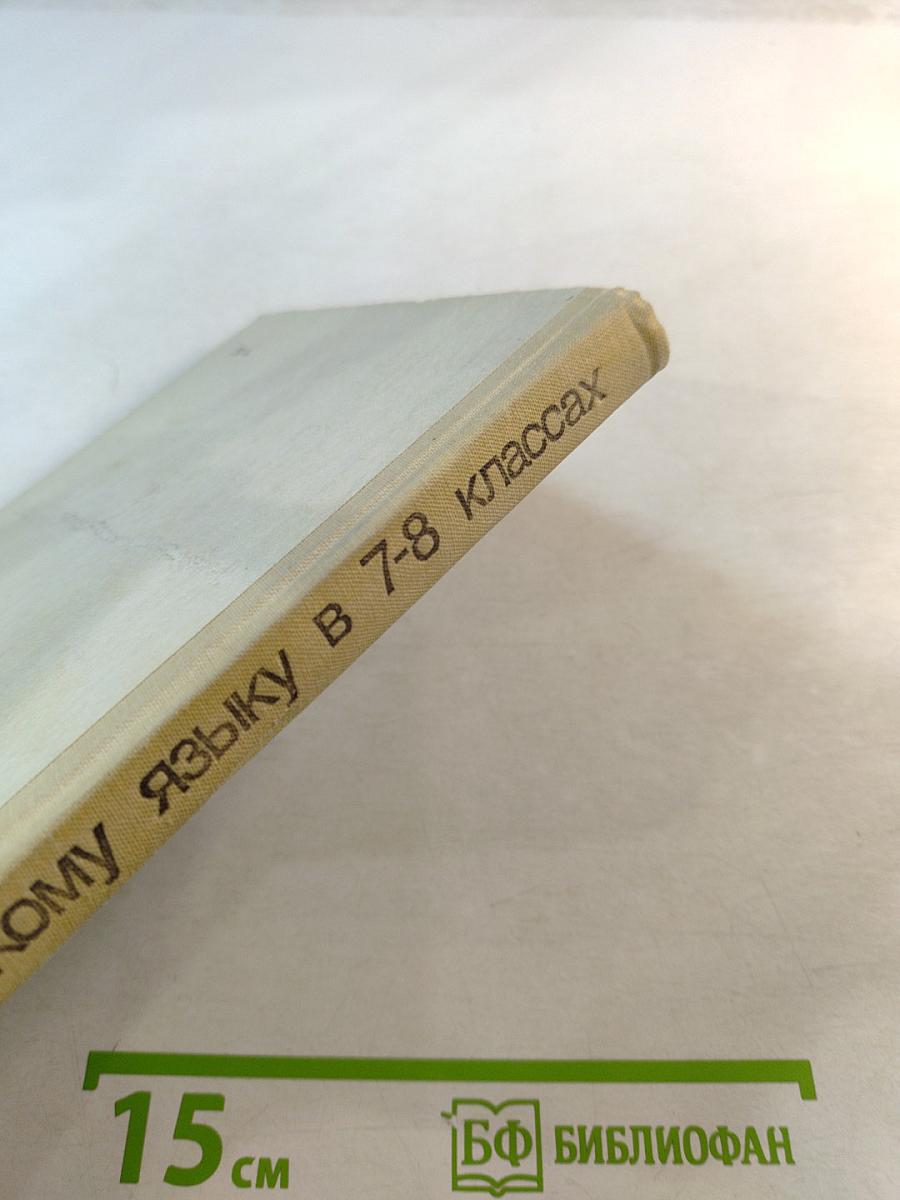 кому языку в 7-8 классах
15 см
БФ БИБЛИОФАН